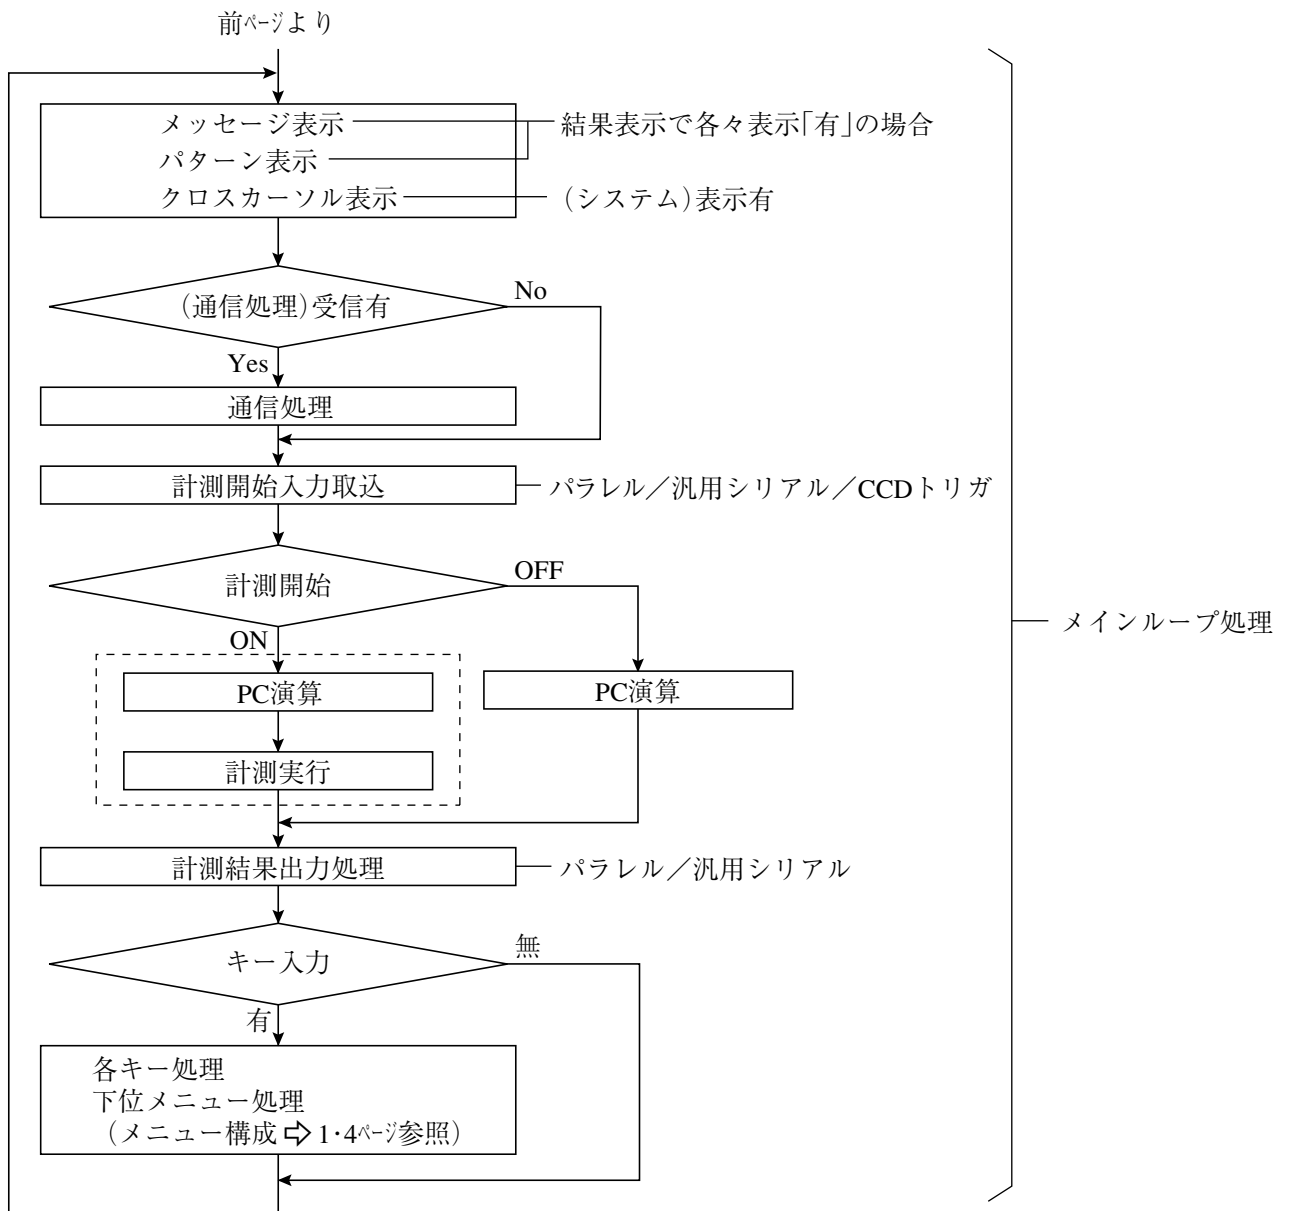 前ページより
メッセージ表示
結果表示で各々表示「有」の場合
パターン表示
クロスカーソル表示
（システム）表示有
（通信処理）受信有
No
Yes
通信処理
計測開始入力取込
パラレル／汎用シリアル／CCDトリガ
計測開始
OFF
ON
メインループ処理
PC演算
PC演算
計測実行
計測結果出力処理
パラレル／汎用シリアル
キー入力
無
有
各キー処理
下位メニュー処理
（メニュー構成⇨1・4ページ参照）